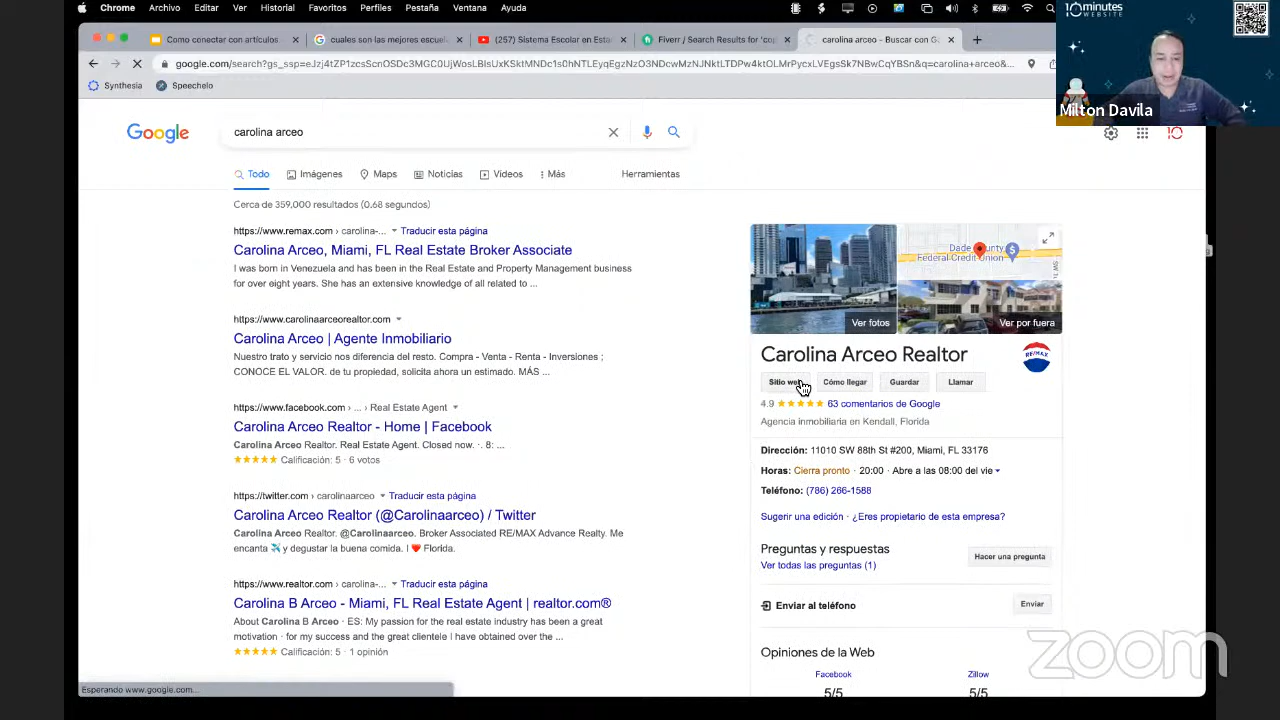 Chrome Archivo Editar Ver Historial Favoritos Perfiles Pestaña Ventana Ayuda
Como conectar con artículos
cuales son las mejores escuel
(257) Sistema Escolar en Esta
Fiverr / Search Results for 'cop
carolina arceo - Buscar con G
10minutes
WEBSITE
Milton Davila
Synthesia Speechelo
Google
carolina arceo
Todo Imágenes Maps Noticias Videos Más Herramientas
Cerca de 359,000 resultados (0.68 segundos)
https://www.remax.com › carolina-... Traducir esta página
Carolina Arceo, Miami, FL Real Estate Broker Associate
I was born in Venezuela and has been in the Real Estate and Property Management business
for over eight years. She has an extensive knowledge of all related to ...
https://www.carolinaarceorealtor.com
Carolina Arceo | Agente Inmobiliario
Nuestro trato y servicio nos diferencia del resto. Compra - Venta - Renta - Inversiones ;
CONOCE EL VALOR. de tu propiedad, solicita ahora un estimado. MÁS ...
https://www.facebook.com › ... › Real Estate Agent
Carolina Arceo Realtor - Home | Facebook
Carolina Arceo Realtor. Real Estate Agent. Closed now. ·. 8: ...
Calificación: 5 · 6 votos
https://twitter.com › carolinaarceo Traducir esta página
Carolina Arceo Realtor (@Carolinaarceo) / Twitter
Carolina Arceo Realtor. @Carolinaarceo. Broker Associated RE/MAX Advance Realty. Me
encanta ✈️ y degustar la buena comida. I ❤️ Florida.
https://www.realtor.com › carolina-... Traducir esta página
Carolina B Arceo - Miami, FL Real Estate Agent | realtor.com®
About Carolina B Arceo · ES: My passion for the real estate industry has been a great
motivation · for my success and the great clientele I have obtained over the ...
Calificación: 5 · 1 opinión
Dade County
Federal Credit Union
Ver fotos
Ver por fuera
Carolina Arceo Realtor
RE/MAX
Sitio web Cómo llegar Guardar Llamar
4.9 63 comentarios de Google
Agencia inmobiliaria en Kendall, Florida
Dirección: 11010 SW 88th St #200, Miami, FL 33176
Horas: Cierra pronto · 20:00 · Abre a las 08:00 del vie
Teléfono: (786) 266-1588
Sugerir una edición · ¿Eres propietario de esta empresa?
Preguntas y respuestas
Hacer una pregunta
Ver todas las preguntas (1)
Enviar al teléfono
Enviar
Opiniones de la Web
Facebook Zillow
5/5 5/5
Esperando www.google.com...
zoom